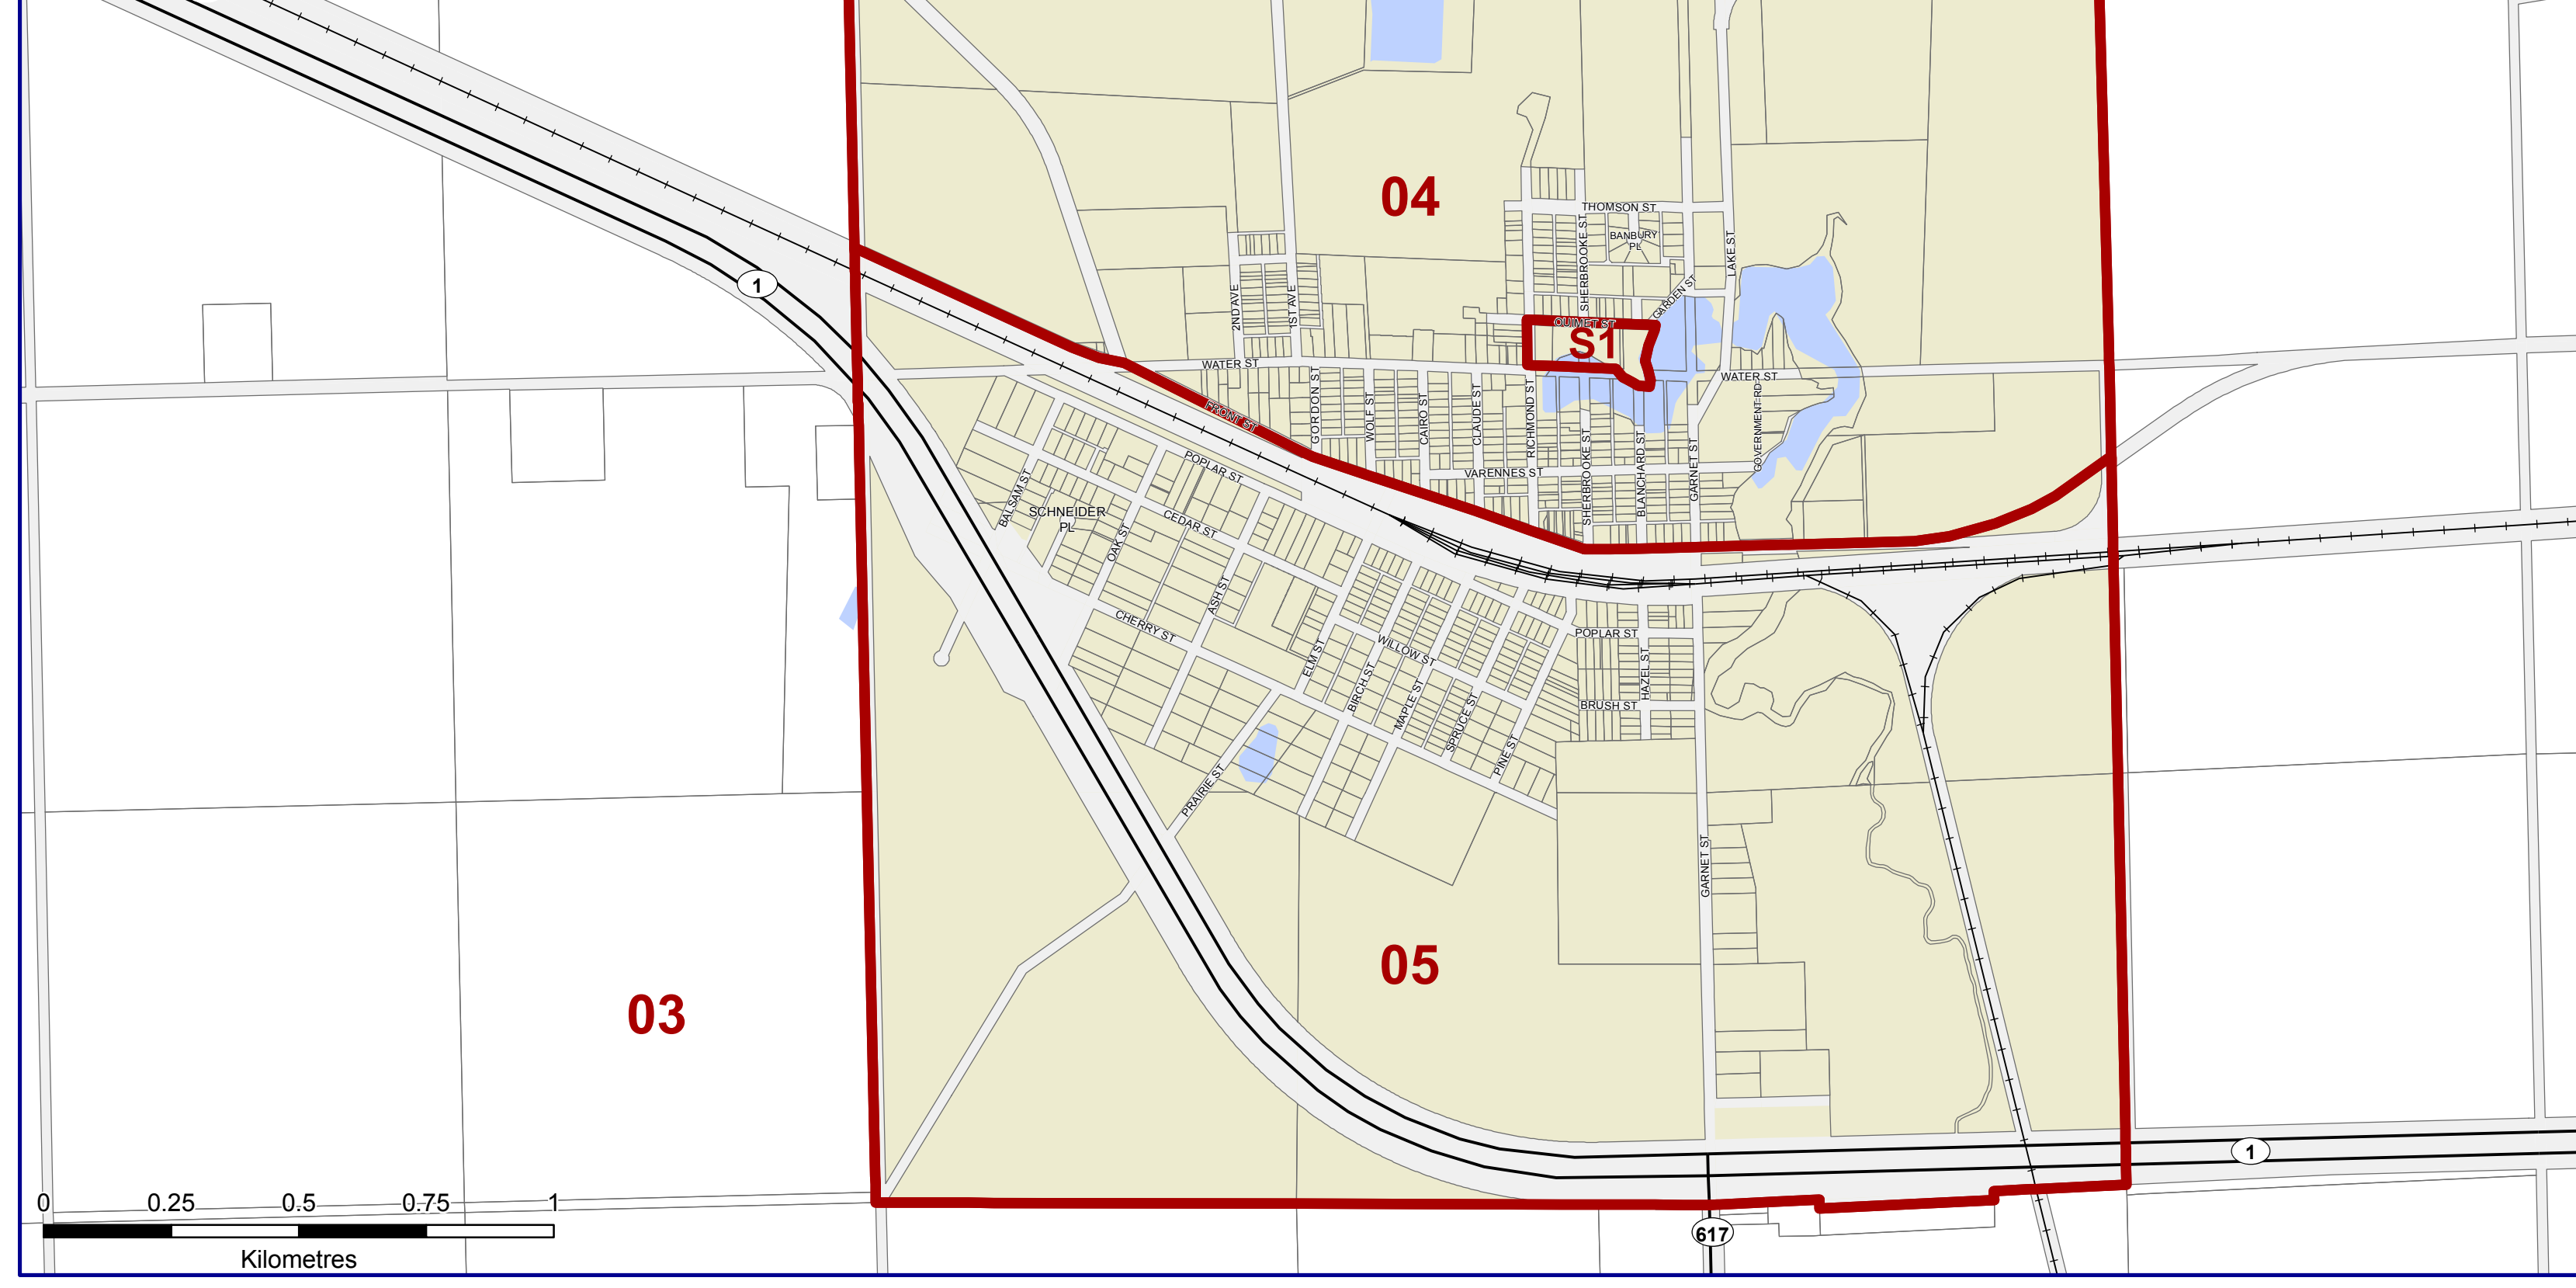 04
THOMSON ST
BANBURY
PL
SHERBROOKE ST
LAKE ST
GARDEN ST
1
2ND AVE
1ST AVE
OUIMET ST
S1
WATER ST
WATER ST
FRONT ST
GORDON ST
WOLF ST
CAIRO ST
CLAUDE ST
RICHMOND ST
SHERBROOKE ST
BLANCHARD ST
GARNET ST
GOVERNMENT RD
VARENNES ST
POPLAR ST
BALSAM ST
SCHNEIDER
PL
OAK ST
CEDAR ST
ASH ST
CHERRY ST
ELM ST
WILLOW ST
BIRCH ST
MAPLE ST
SPRUCE ST
PINE ST
POPLAR ST
HAZEL ST
BRUSH ST
PRAIRIE ST
GARNET ST
05
03
1
617
0 0.25 0.5 0.75 1
Kilometres